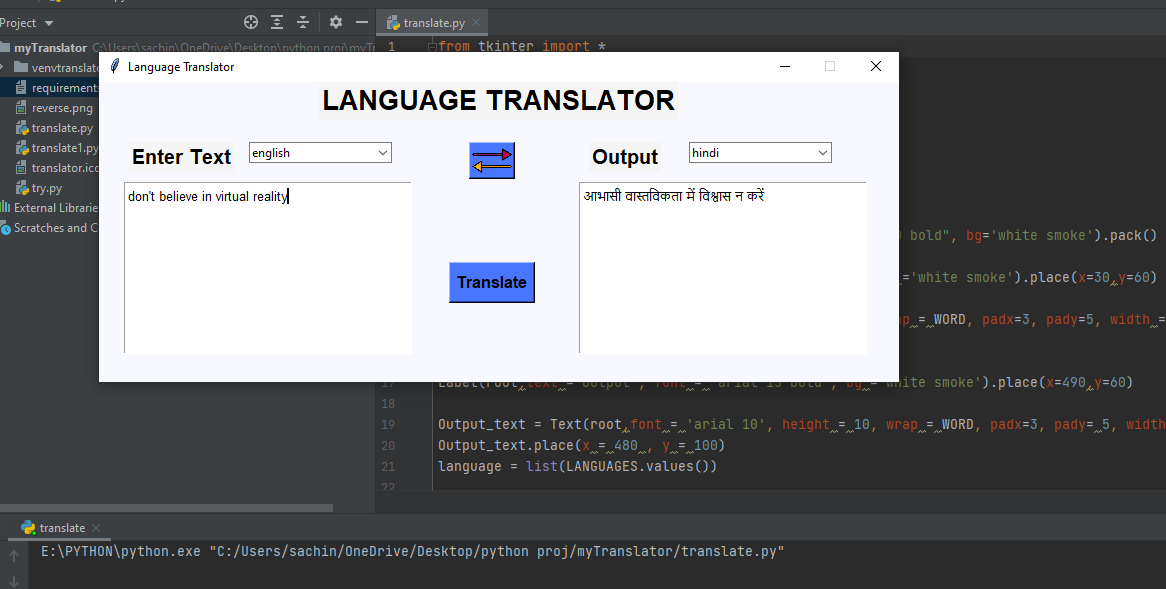 Project
translate.py
myTranslator C:\Users\sachin\OneDrive\Desktop\python proj\myTr
1 from tkinter import *
venvtranslat
requirement
reverse.png
translate.py
translate1.py
translator.ico
try.py
External Librarie
Scratches and C
Language Translator
LANGUAGE TRANSLATOR
Enter Text english
Output hindi
don't believe in virtual reality
आभासी वास्तविकता में विश्वास न करें
Translate
bold", bg='white smoke').pack()
='white smoke').place(x=30,y=60)
= WORD, padx=3, pady=5, width =
17 Label(root,text = 'Output', font = 'arial 13 bold', bg = 'white smoke').place(x=490,y=60)
18
19 Output_text = Text(root,font = 'arial 10', height = 10, wrap = WORD, padx=3, pady= 5, width
20 Output_text.place(x = 480 , y = 100)
21 language = list(LANGUAGES.values())
22
translate
E:\PYTHON\python.exe "C:/Users/sachin/OneDrive/Desktop/python proj/myTranslator/translate.py"